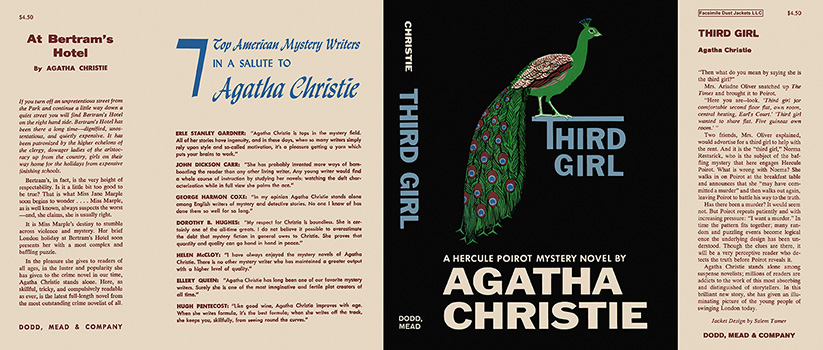 $4.50
At Bertram's
Hotel
By AGATHA CHRISTIE
If you turn off an unpretentious street from
the Park and continue a little way down a
quiet street you will find Bertram's Hotel
on the right hand side. Bertram's Hotel has
been there a long time—dignified, unos-
tentatious, and quietly expensive. It has
been patronized by the higher echelons of the
clergy, dowager ladies of the aristoc-
racy up from the country, girls on their
way home for the holidays from expensive
finishing schools.
Bertram's, in fact, is the very height of
respectability. Is it a little bit too good to
be true? That is what Miss Jane Marple
soon begins to wonder . . . . Miss Marple,
as is well known, always suspects the worst
—and, she claims, she is usually right.
It is Miss Marple's destiny to stumble
across violence and mystery. Her brief
London holiday at Bertram's Hotel soon
presents her with a most complex and
baffling puzzle.
In the pleasure she gives to readers of
all ages, in the luster and popularity she
has given to the crime novel in our time,
Agatha Christie stands alone. Here, as
skillful, tricky, and compulsively readable
as ever, is the latest full-length novel from
the most outstanding crime novelist of all.
DODD, MEAD & COMPANY
7 Top American Mystery Writers
IN A SALUTE TO
Agatha Christie
ERLE STANLEY GARDNER: "Agatha Christie is tops in the mystery field.
All of her stories have ingenuity, and in these days, when so many writers simply
rely upon style and so-called motivation, it's a pleasure getting a yarn which
puts your brains to work."
JOHN DICKSON CARR: "She has probably invented more ways of bam-
boozling the reader than any other living writer. Any young writer would find
a whole course of instruction by studying her novels: watching the deft char-
acterization while in full view she palms the ace."
GEORGE HARMON COXE: "In my opinion Agatha Christie stands alone
among English writers of mystery and detective stories. No one I know of has
done them so well for so long."
DOROTHY B. HUGHES: "My respect for Christie is boundless. She is cer-
tainly one of the all-time greats. I do not believe it possible to overestimate
the debt that mystery fiction in general owes to Christie. She proves that
quantity and quality can go hand in hand in peace."
HELEN McCLOY: "I have always enjoyed the mystery novels of Agatha
Christie. There is no other mystery writer who has maintained a greater output
with a higher level of quality."
ELLERY QUEEN: "Agatha Christie has long been one of our favorite mystery
writers. Surely she is one of the most imaginative and fertile plot creators of
all time."
HUGH PENTECOST: "Like good wine, Agatha Christie improves with age.
When she writes formula, it's the best formula; when she writes off the track,
she keeps you, skillfully, from seeing round the curves."
CHRISTIE
THIRD GIRL
DODD,
MEAD
THIRD
GIRL
A HERCULE POIROT MYSTERY NOVEL BY
AGATHA
CHRISTIE
Facsimile Dust Jackets LLC
$4.50
THIRD GIRL
Agatha Christie
"Then what do you mean by saying she is
the third girl?"
Mrs. Ariadne Oliver snatched up The
Times and brought it to Poirot.
"Here you are—look. 'Third girl for
comfortable second floor flat, own room,
central heating, Earl's Court.' 'Third girl
wanted to share flat. Five guineas own
room.'"
Two friends, Mrs. Oliver explained,
would advertise for a third girl to help with
the rent. And it is the "third girl," Norma
Restarick, who is the subject of the baf-
fling mystery that here engages Hercule
Poirot. What is wrong with Norma? She
walks in on Poirot at the breakfast table
and announces that she "may have com-
mitted a murder" and then walks out again,
leaving Poirot to battle his way to the truth.
Has there been a murder? It would seem
not. But Poirot repeats patiently and with
increasing pressure: "I want a murder." In
time the pattern fits together; many ran-
dom and puzzling events become logical
once the underlying design has been un-
derstood. Though the clues are there, it
will be a very perceptive reader who de-
tects the truth before Poirot reveals it.
Agatha Christie stands alone among
suspense novelists; millions of readers are
addicts to the work of this most absorbing
and distinguished of storytellers. In this
brilliant new story, she has given us an illu-
minating picture of the young people of
swinging London today.
Jacket Design by Salem Tamer
DODD, MEAD & COMPANY